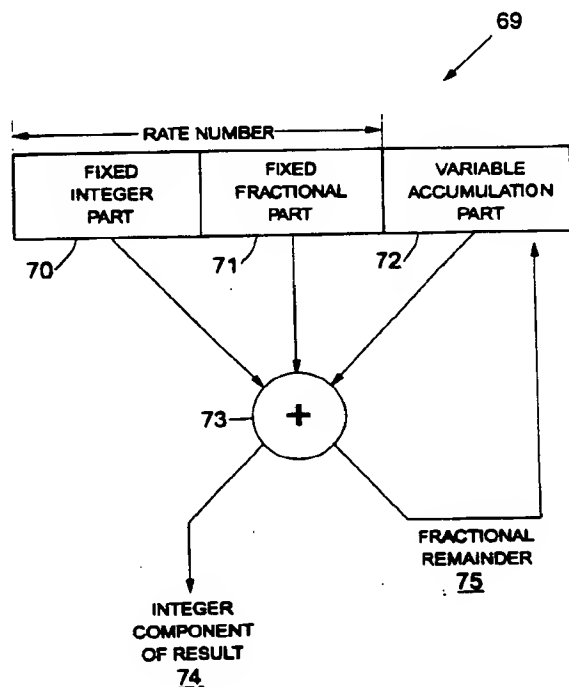 69
RATE NUMBER
FIXED INTEGER PART
FIXED FRACTIONAL PART
VARIABLE ACCUMULATION PART
70
71
72
73
+
FRACTIONAL
REMAINDER
75
INTEGER
COMPONENT
OF RESULT
74